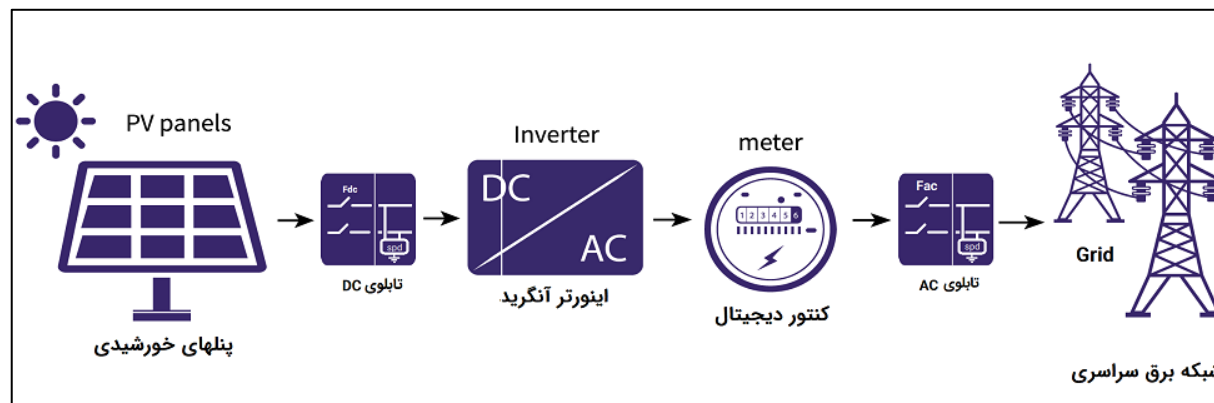 PV panels
پنلهای خورشیدی
Fdc
spd
تابلوی DC
Inverter
DC
AC
اینورتر آنگرید
meter
1 2 3 4 5 6
کنتور دیجیتال
Fac
spd
تابلوی AC
Grid
شبکه برق سراسری